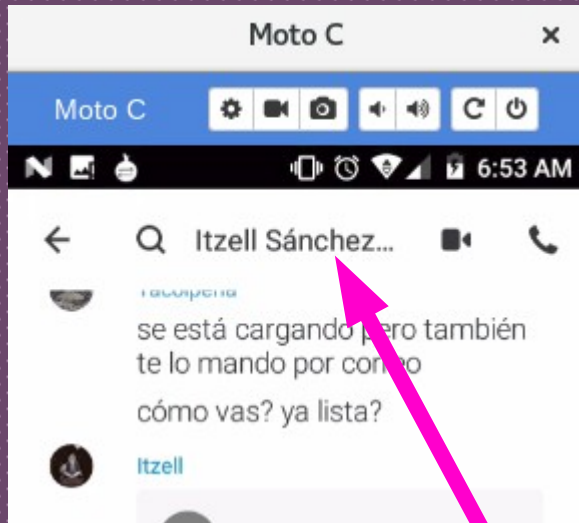 Moto C
Moto C
6:53 AM
Itzell Sánchez...
se está cargando pero también
te lo mando por correo
cómo vas? ya lista?
Itzell